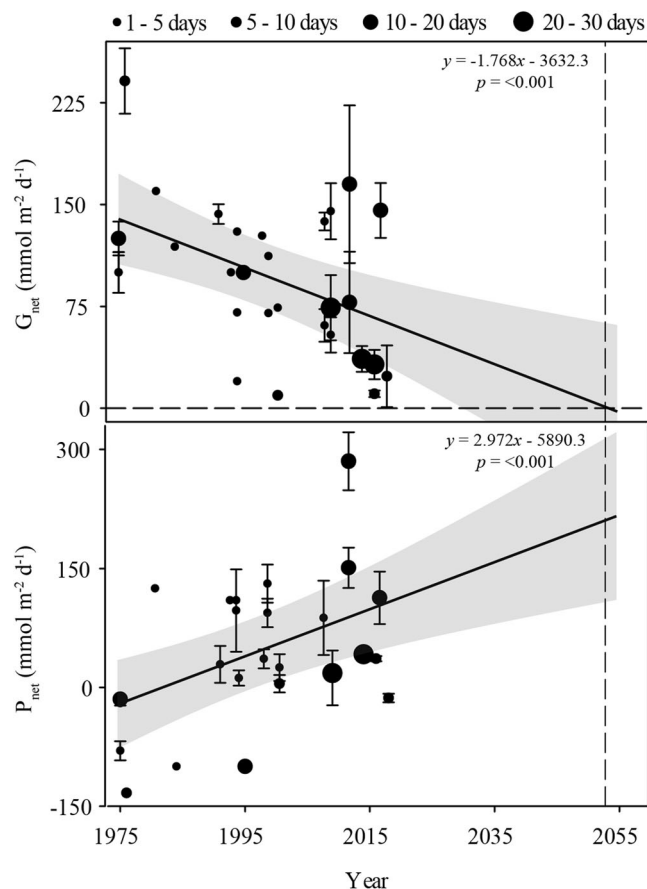 1 - 5 days 5 - 10 days 10 - 20 days 20 - 30 days
y = -1.768x - 3632.3
p = <0.001
225
150
75
0
G net (mmol m⁻² d⁻¹)
y = 2.972x - 5890.3
p = <0.001
300
150
0
-150
P net (mmol m⁻² d⁻¹)
1975 1995 2015 2035 2055
Year